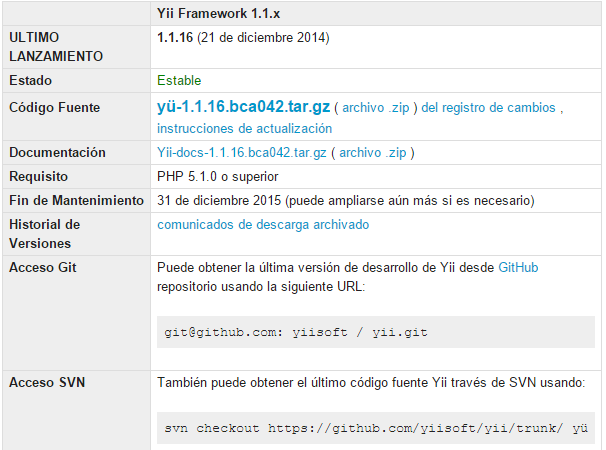 Yii Framework 1.1.x
ULTIMO
LANZAMIENTO
1.1.16 (21 de diciembre 2014)
Estado
Estable
Código Fuente
yü-1.1.16.bca042.tar.gz ( archivo .zip ) del registro de cambios ,
instrucciones de actualización
Documentación
Yii-docs-1.1.16.bca042.tar.gz ( archivo .zip )
Requisito
PHP 5.1.0 o superior
Fin de Mantenimiento
31 de diciembre 2015 (puede ampliarse aún más si es necesario)
Historial de
Versiones
comunicados de descarga archivado
Acceso Git
Puede obtener la última versión de desarrollo de Yii desde GitHub
repositorio usando la siguiente URL:
git@github.com: yiisoft / yii.git
Acceso SVN
También puede obtener el último código fuente Yii través de SVN usando:
svn checkout https://github.com/yiisoft/yii/trunk/ yü